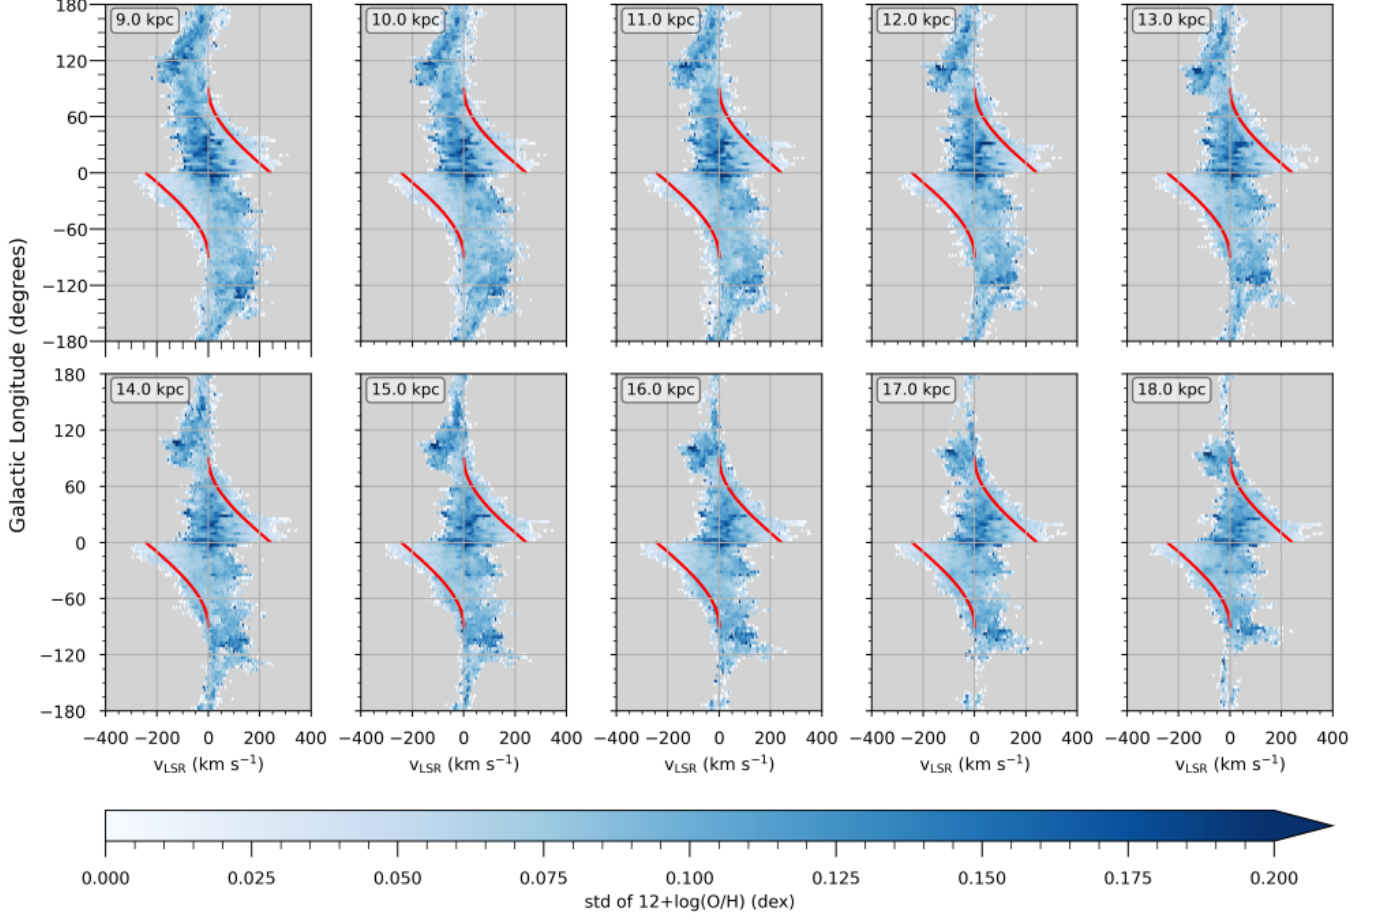 9.0 kpc 10.0 kpc 11.0 kpc 12.0 kpc 13.0 kpc
180
120
60
0
−60
−120
−180
−400 −200 0 200 400
Galactic Longitude (degrees)
14.0 kpc 15.0 kpc 16.0 kpc 17.0 kpc 18.0 kpc
180
120
60
0
−60
−120
−180
−400 −200 0 200 400 −400 −200 0 200 400 −400 −200 0 200 400 −400 −200 0 200 400 −400 −200 0 200 400
vLSR (km s⁻¹) vLSR (km s⁻¹) vLSR (km s⁻¹) vLSR (km s⁻¹) vLSR (km s⁻¹)
0.000 0.025 0.050 0.075 0.100 0.125 0.150 0.175 0.200
std of 12+log(O/H) (dex)